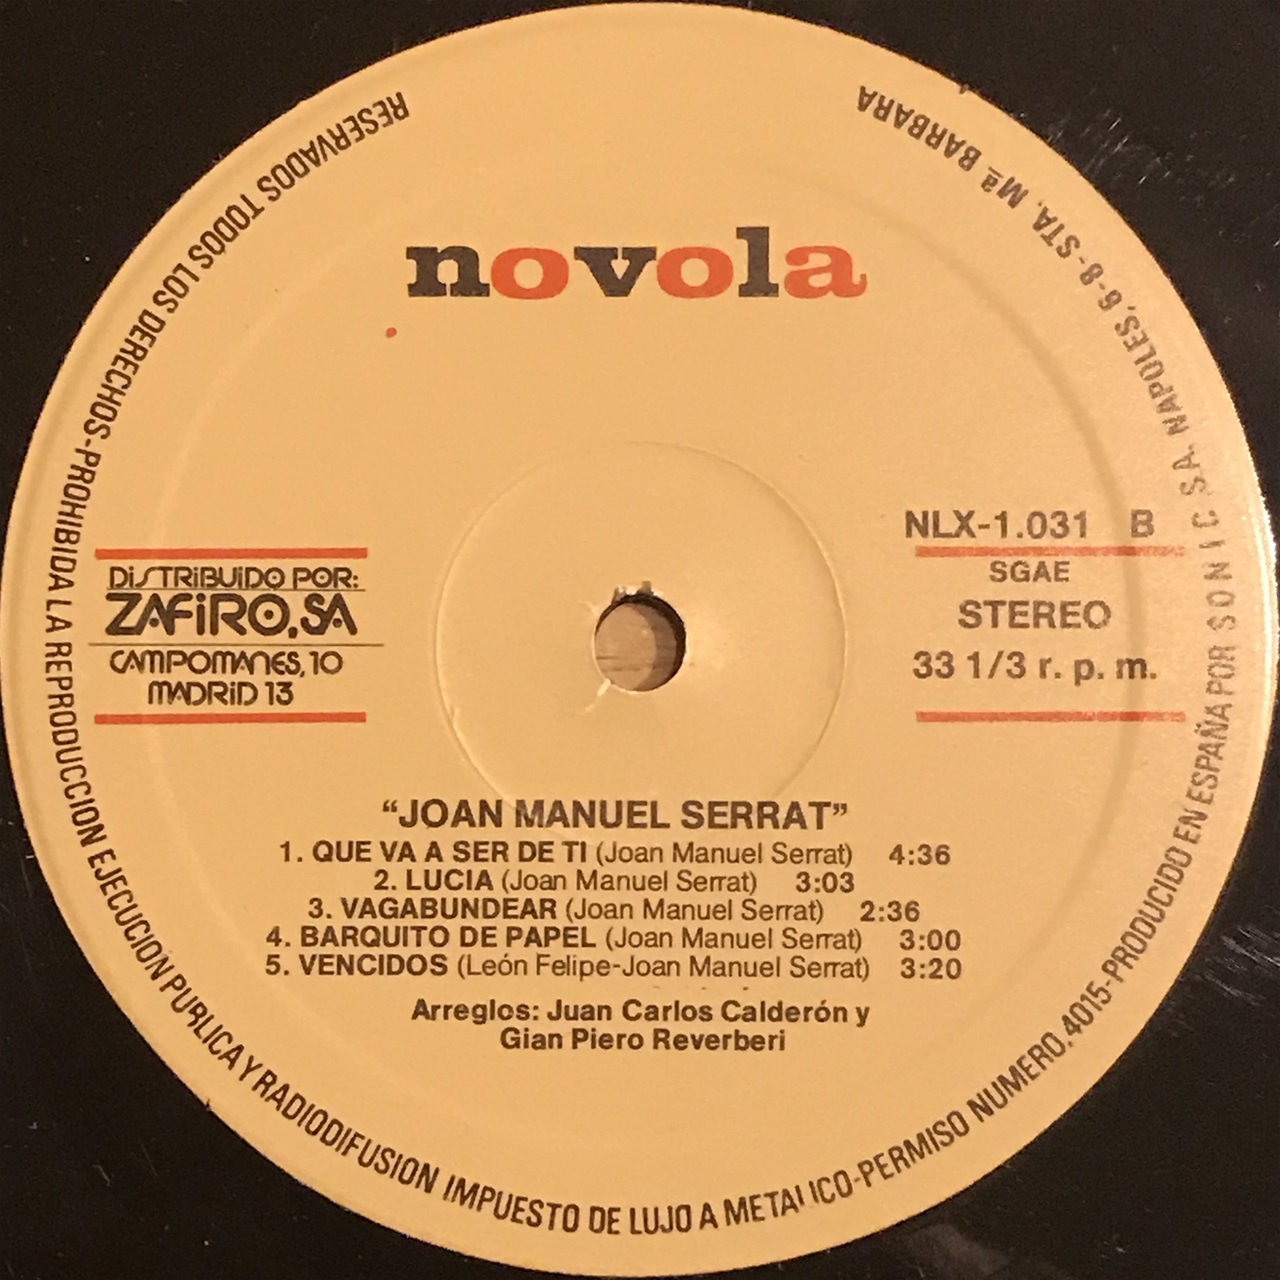 novola
NLX-1.031 B
SGAE
STEREO
33 1/3 r. p. m.
DISTRIBUIDO POR:
ZAFIRO, SA
CAMPOMANES, 10
MADRID 13
“JOAN MANUEL SERRAT”
1. QUE VA A SER DE TI (Joan Manuel Serrat) 4:36
2. LUCIA (Joan Manuel Serrat) 3:03
3. VAGABUNDEAR (Joan Manuel Serrat) 2:36
4. BARQUITO DE PAPEL (Joan Manuel Serrat) 3:00
5. VENCIDOS (León Felipe-Joan Manuel Serrat) 3:20
Arreglos: Juan Carlos Calderón y
Gian Piero Reverberi
RESERVADOS TODOS LOS DERECHOS-PROHIBIDA LA REPRODUCCION EJECUCION PUBLICA Y RADIODIFUSION IMPUESTO DE LUJO A METALICO-PERMISO NUMERO, 4015-PRODUCIDO EN ESPAÑA POR SONIC S.A. NAPOLES, 6-8-STA. Mª BARBARA